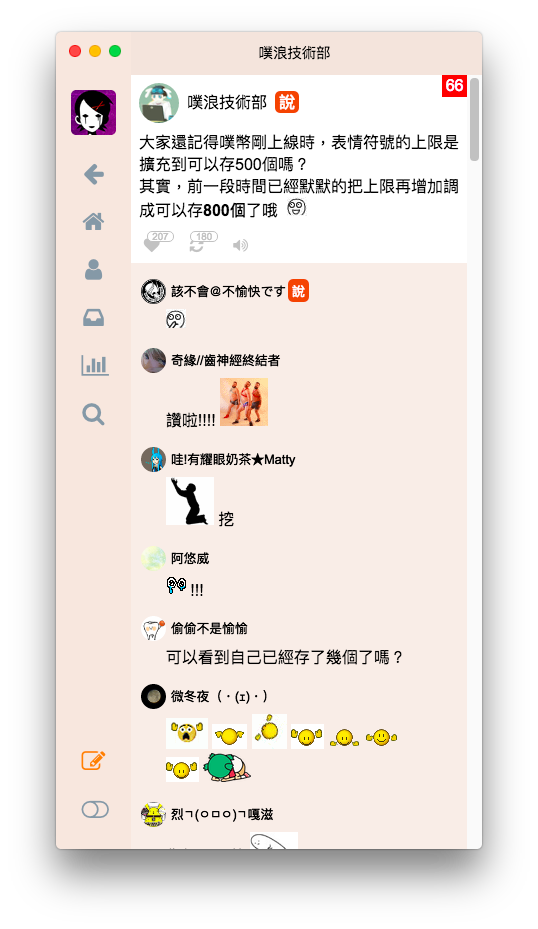 噗浪技術部
66
噗浪技術部 說
大家還記得噗幣剛上線時，表情符號的上限是
擴充到可以存500個嗎？
其實，前一段時間已經默默的把上限再增加調
成可以存800個了哦
207 180
該不會＠不愉快です 說
奇緣//齒神經終結者
讚啦!!!!
哇!有耀眼奶茶★Matty
挖
阿悠威
!!!
偷偷不是愉愉
可以看到自己已經存了幾個了嗎？
微冬夜（・(ｪ)・）
烈ㄱ(ㅇㅁㅇ)ㄱ嘎滋